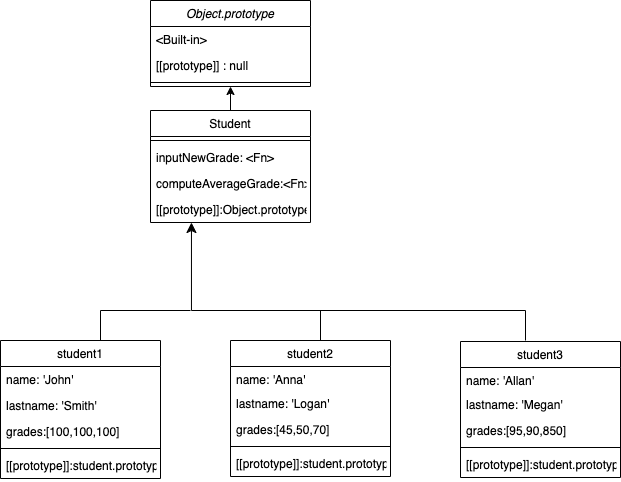 Object.prototype
<Built-in>
[[prototype]] : null
Student
inputNewGrade: <Fn>
computeAverageGrade:<Fn>
[[prototype]]:Object.prototype
student1
name: 'John'
lastname: 'Smith'
grades:[100,100,100]
[[prototype]]:student.prototyp
student2
name: 'Anna'
lastname: 'Logan'
grades:[45,50,70]
[[prototype]]:student.prototyp
student3
name: 'Allan'
lastname: 'Megan'
grades:[95,90,850]
[[prototype]]:student.prototyp